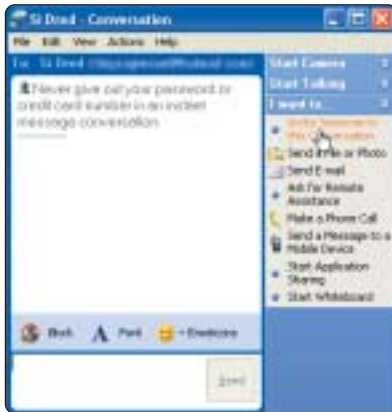 Si Dred - Conversation
File Edit View Actions Help
To: Si Dred
Never give out your password or
credit card number in an instant
message conversation.
Start Camera
Start Talking
I want to...
Invite Someone to
this Conversation
Send a File or Photo
Send E-mail
Ask for Remote
Assistance
Make a Phone Call
Send a Message to a
Mobile Device
Start Application
Sharing
Start Whiteboard
Block Font Emoticons
Send